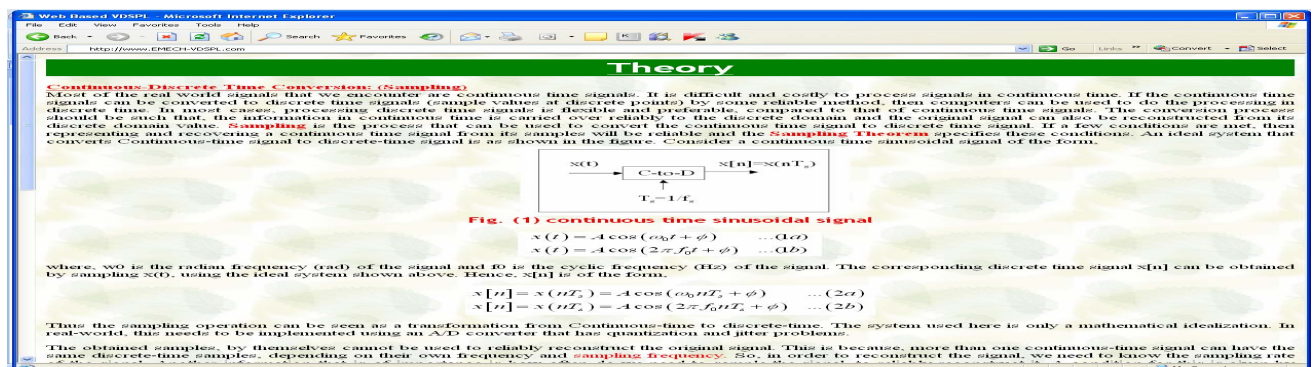 Web Based VDSPL - Microsoft Internet Explorer
File Edit View Favorites Tools Help
Back Search Favorites
Address http://www.EMECH-VDSPL.com Go Links Convert Select
Theory
Continuous-Discrete Time Conversion: (Sampling)
Most of the real world signals that we encounter are continuous time signals. It is difficult and costly to process signals in continuous time. If the continuous time
signals can be converted to discrete time signals (sample values at discrete points) by some reliable method, then computers can be used to do the processing in
discrete time. In most cases, processing discrete time signals is flexible and preferable, compared to that of continuous time signals. The conversion process
should be such that, the information in continuous time is carried over reliably to the discrete domain and the original signal can also be reconstructed from its
discrete domain value. Sampling is the process that can be used to convert the continuous time signal to discrete time signal. If a few conditions are met, then
representing and recovering a continuous time signal from its samples will be reliable and the Sampling Theorem specifies these conditions. An ideal system that
converts Continuous-time signal to discrete-time signal is as shown in the figure. Consider a continuous time sinusoidal signal of the form,
x(t) C-to-D x[n]=x(nTₛ)
Tₛ=1/fₛ
Fig. (1) continuous time sinusoidal signal
x(t) = A cos(ω₀t + ϕ) ...(1a)
x(t) = A cos(2π f₀t + ϕ) ...(1b)
where, w0 is the radian frequency (rad) of the signal and f0 is the cyclic frequency (Hz) of the signal. The corresponding discrete time signal x[n] can be obtained
by sampling x(t), using the ideal system shown above. Hence, x[n] is of the form,
x[n] = x(nTₛ) = A cos(ω₀nTₛ + ϕ) ...(2a)
x[n] = x(nTₛ) = A cos(2π f₀nTₛ + ϕ) ...(2b)
Thus the sampling operation can be seen as a transformation from Continuous-time to discrete-time. The system used here is only a mathematical idealization. In
real-world, this needs to be implemented using an A/D converter that has quantization and jitter problems.
The obtained samples, by themselves cannot be used to reliably reconstruct the original signal. This is because, more than one continuous-time signal can have the
same discrete-time samples, depending on their own frequency and sampling frequency. So, in order to reconstruct the signal, we need to know the sampling rate